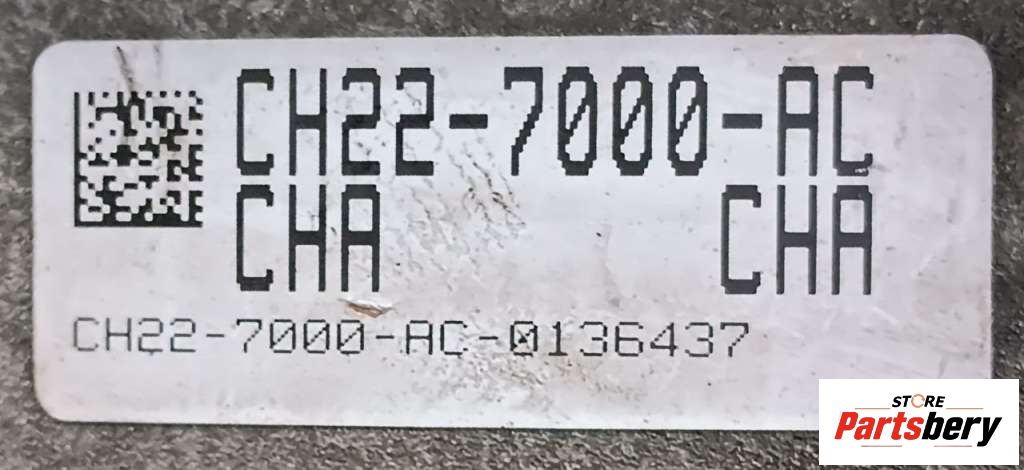 CH22-7000-AC
CHA CHA
CH22-7000-AC-0136437
STORE
Partsbery